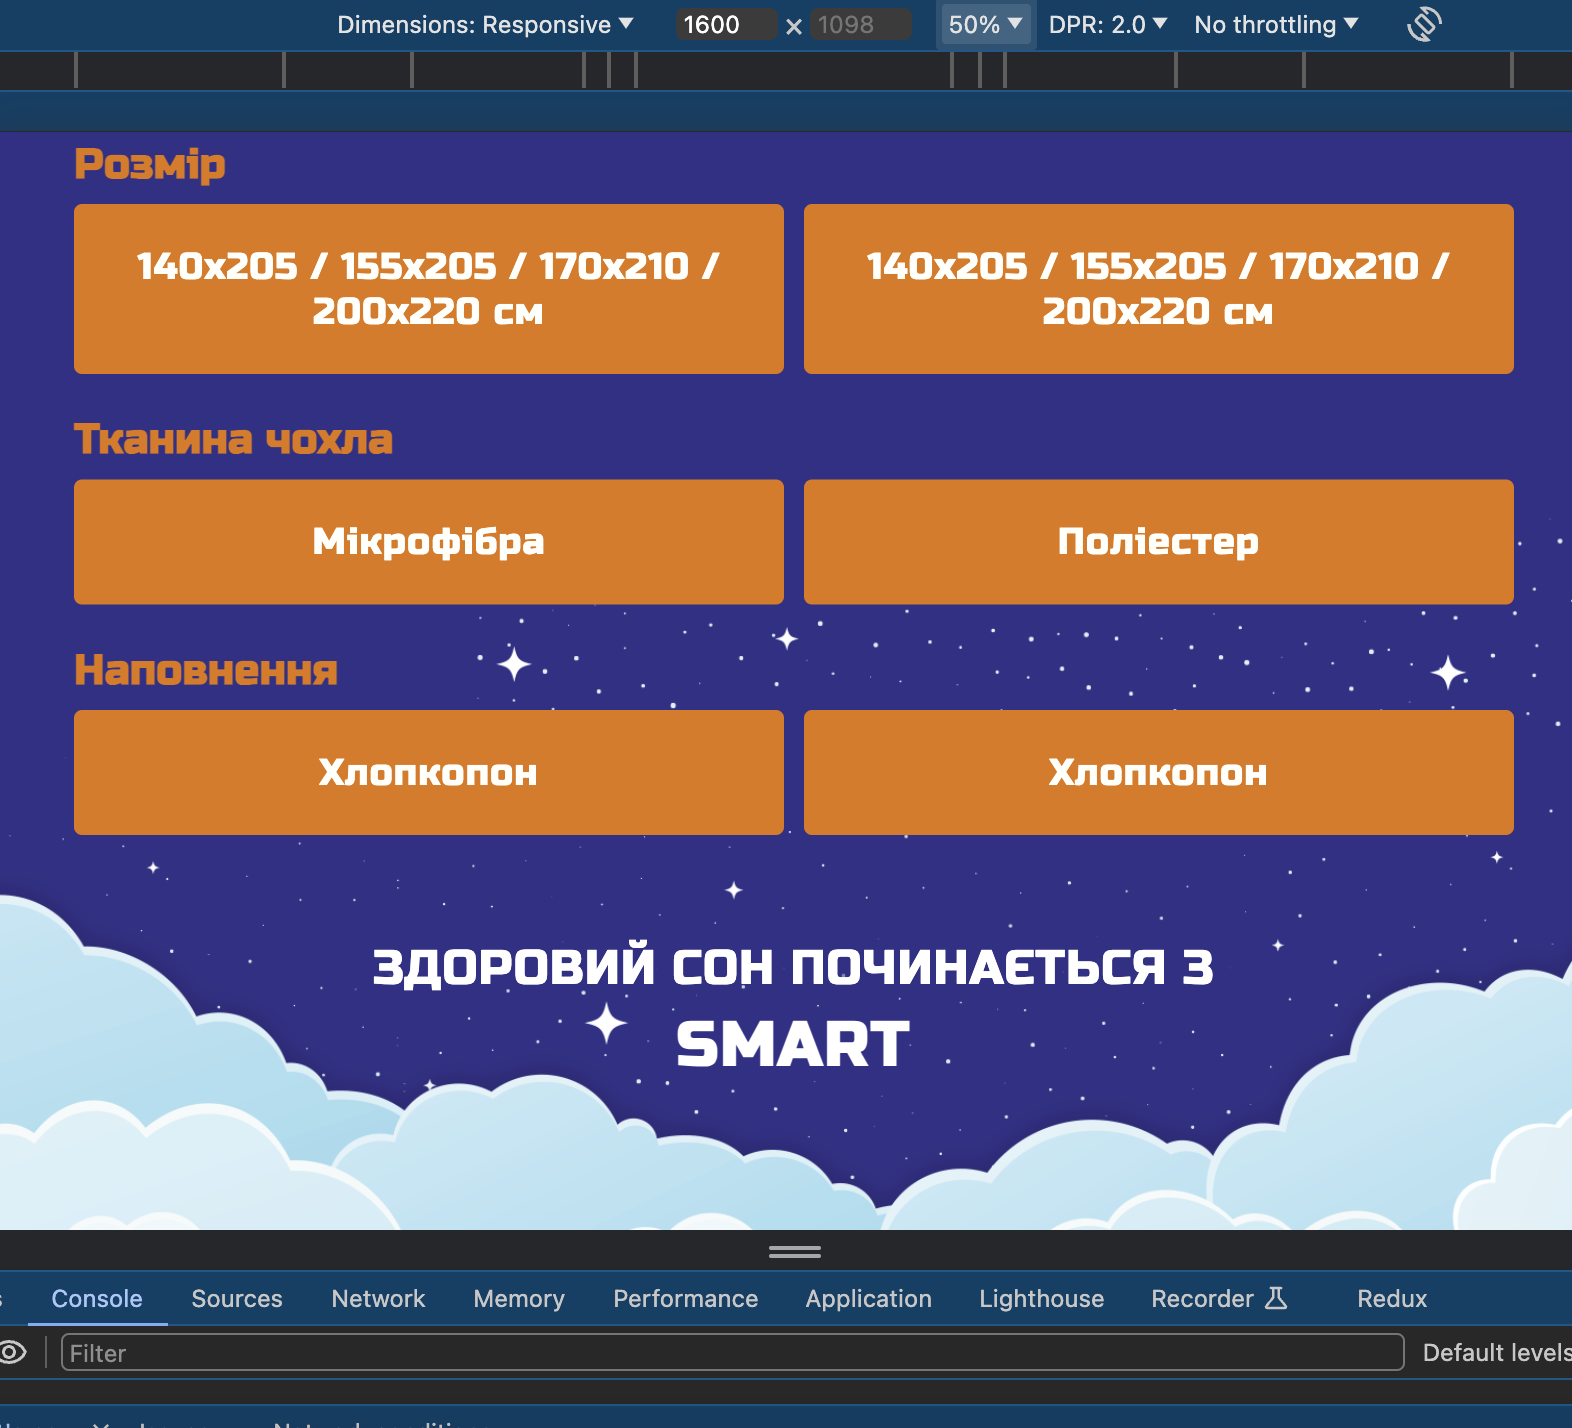 Dimensions: Responsive 1600 × 1098 50% DPR: 2.0 No throttling
Розмір
140x205 / 155x205 / 170x210 /
200x220 см
140x205 / 155x205 / 170x210 /
200x220 см
Тканина чохла
Мікрофібра
Поліестер
Наповнення
Хлопкопон
Хлопкопон
ЗДОРОВИЙ СОН ПОЧИНАЄТЬСЯ З
SMART
Console Sources Network Memory Performance Application Lighthouse Recorder Redux
Filter
Default levels